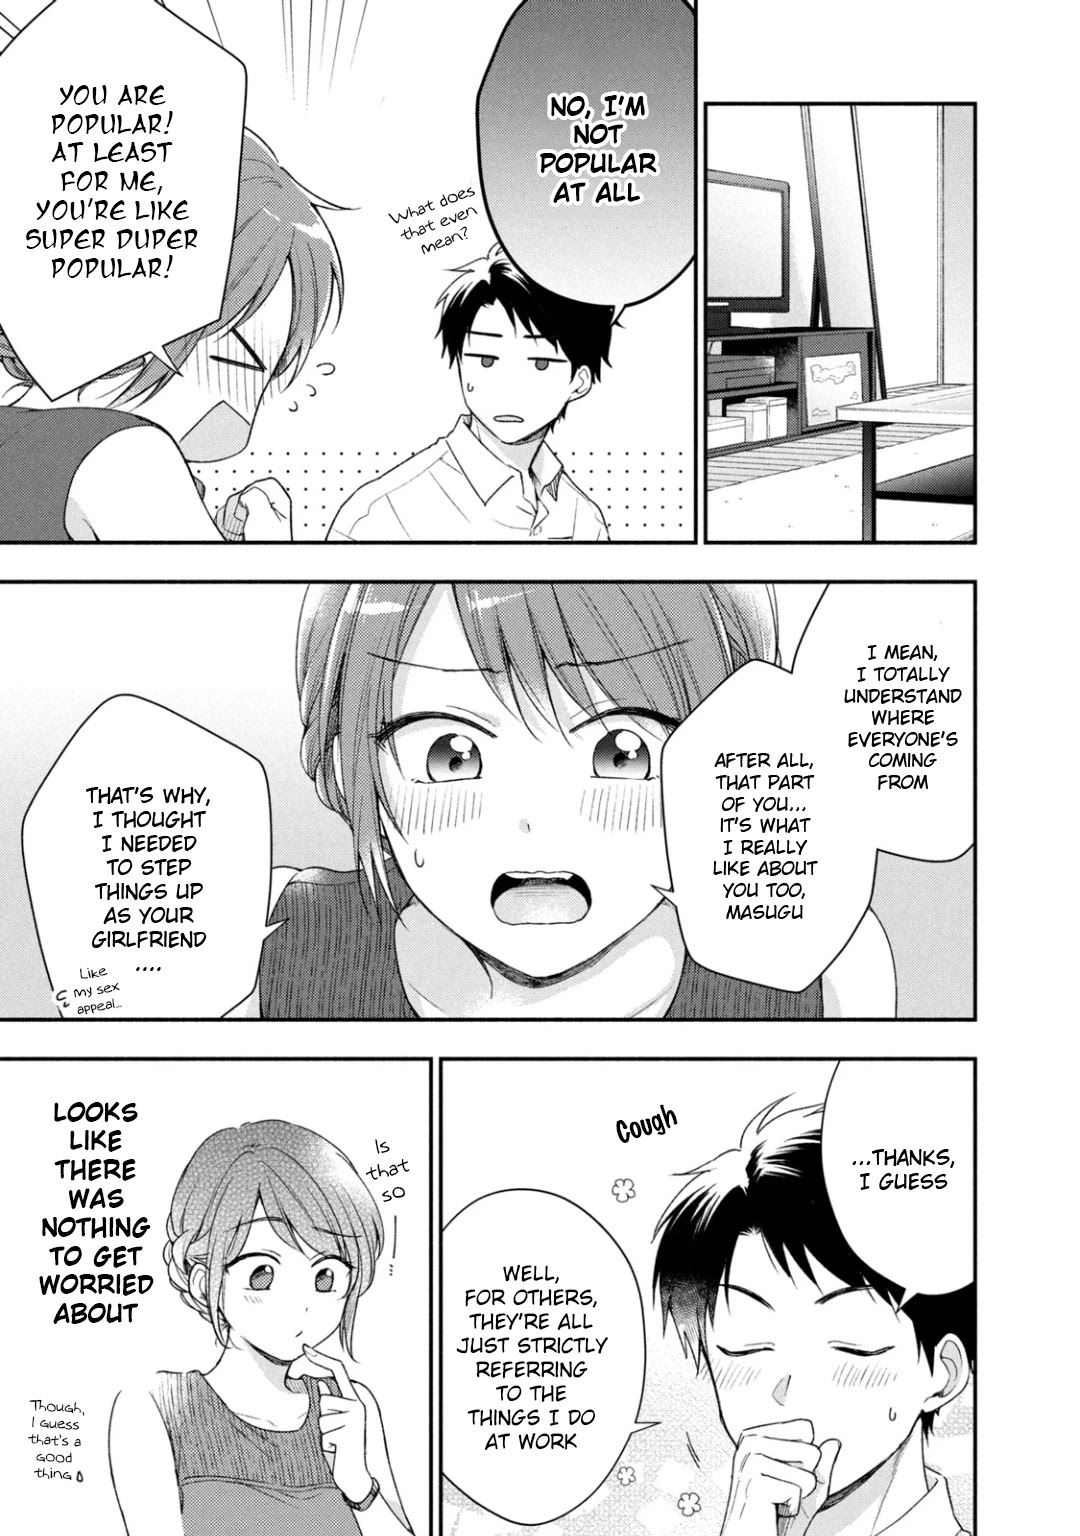 NO, I'M
NOT
POPULAR
AT ALL
What does
that even
mean?
YOU ARE
POPULAR!
AT LEAST
FOR ME,
YOU'RE LIKE
SUPER DUPER
POPULAR!
I MEAN,
I TOTALLY
UNDERSTAND
WHERE
EVERYONE'S
COMING
FROM
AFTER ALL,
THAT PART
OF YOU...
IT'S WHAT
I REALLY
LIKE ABOUT
YOU TOO,
MASUGU
THAT'S WHY,
I THOUGHT
I NEEDED
TO STEP
THINGS UP
AS YOUR
GIRLFRIEND
....
Like
my sex
appeal...
...THANKS,
I GUESS
Cough
WELL,
FOR OTHERS,
THEY'RE ALL
JUST STRICTLY
REFERRING
TO THE
THINGS I DO
AT WORK
Is
that
so
....
LOOKS
LIKE
THERE
WAS
NOTHING
TO GET
WORRIED
ABOUT
Though,
I guess
that's a
good
thing